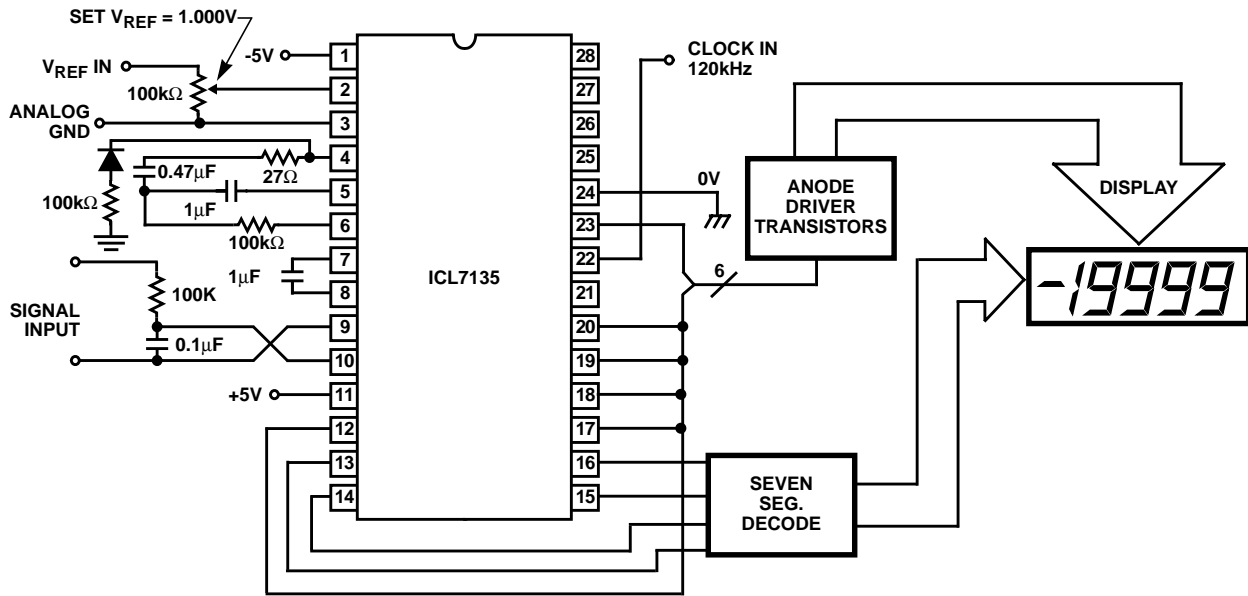 SET VREF = 1.000V
-5V
VREF IN
100kΩ
ANALOG
GND
0.47μF
27Ω
100kΩ
1μF
100kΩ
1μF
100K
SIGNAL
INPUT
0.1μF
+5V
1
2
3
4
5
6
7
8
9
10
11
12
13
14
ICL7135
28
27
26
25
24
23
22
21
20
19
18
17
16
15
CLOCK IN
120kHz
0V
6
ANODE
DRIVER
TRANSISTORS
DISPLAY
-19999
SEVEN
SEG.
DECODE